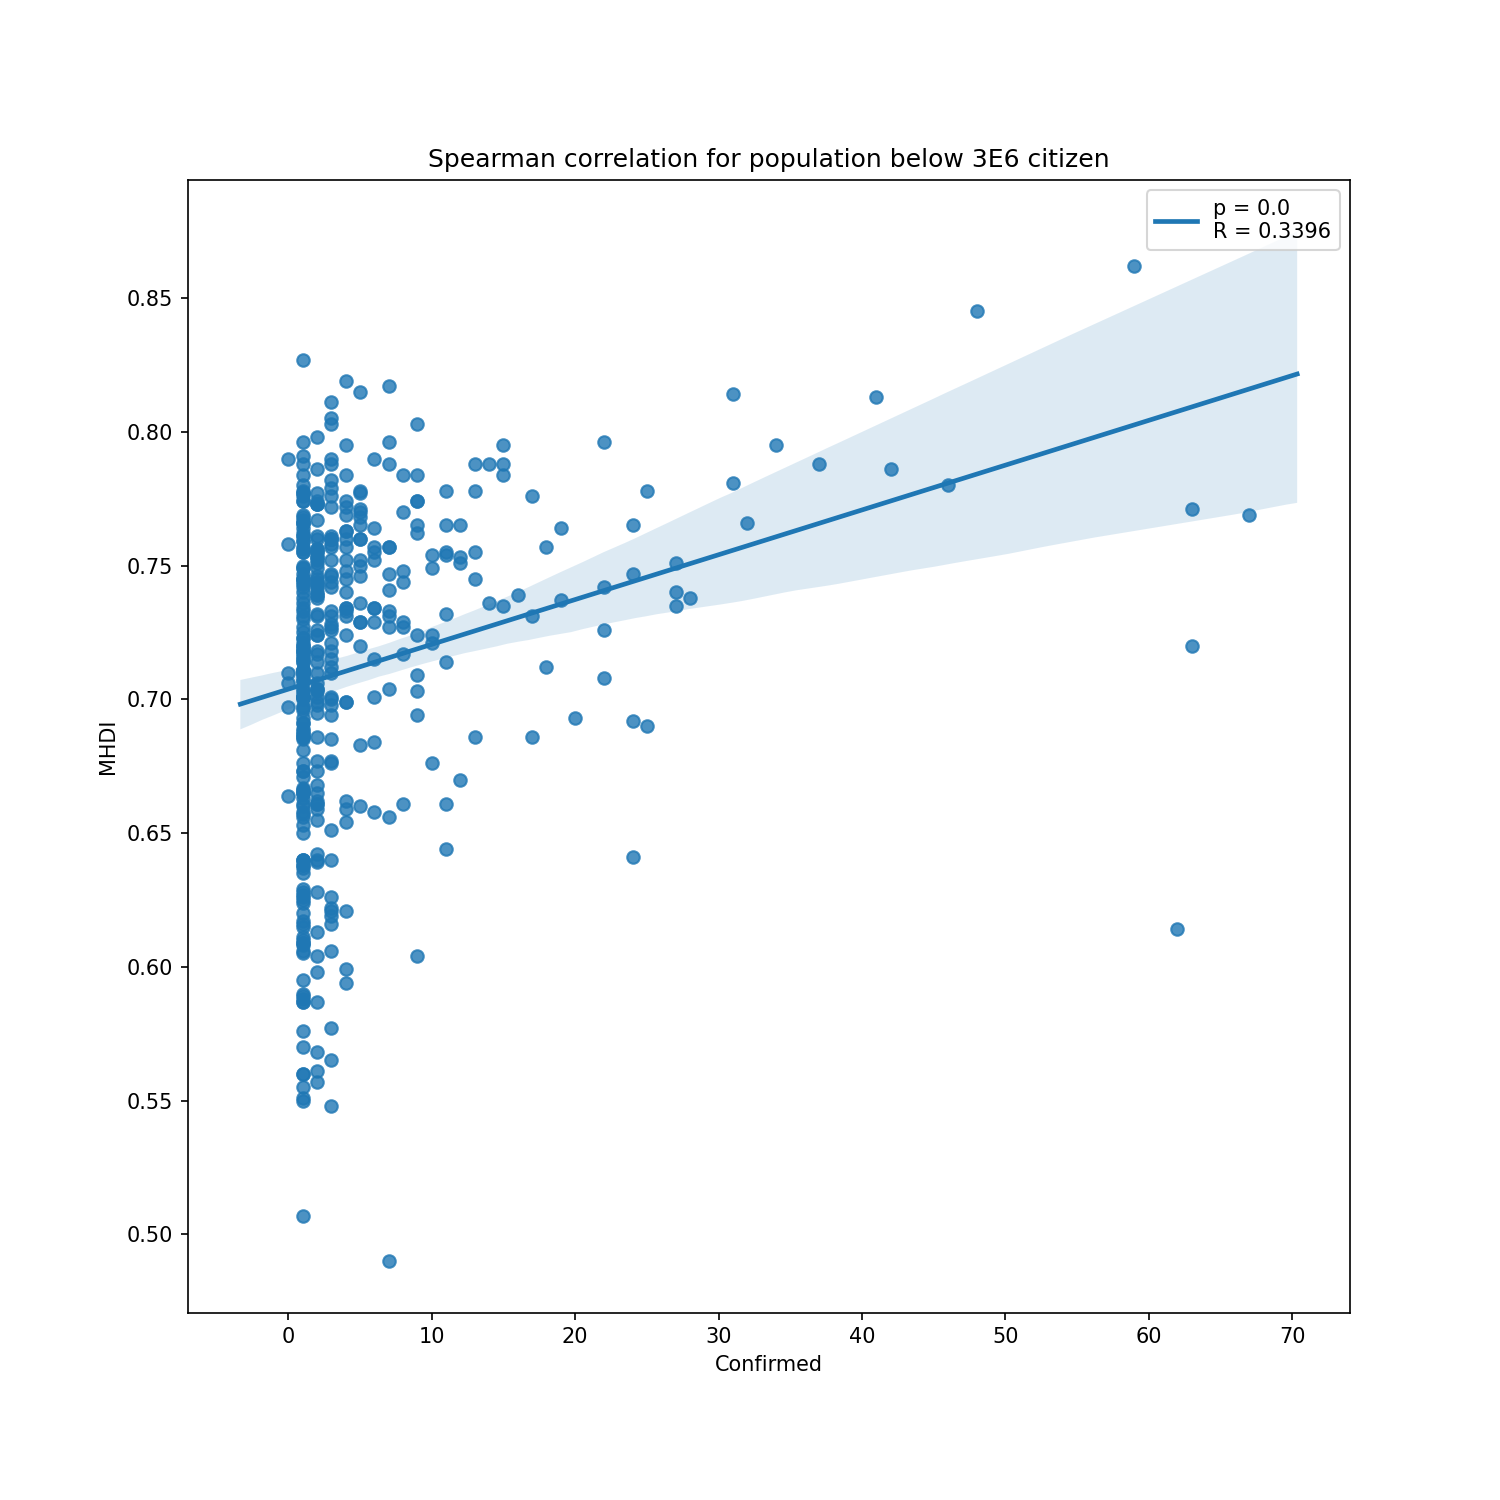 Spearman correlation for population below 3E6 citizen
p = 0.0
R = 0.3396
0.85
0.80
0.75
0.70
0.65
0.60
0.55
0.50
MHDI
0 10 20 30 40 50 60 70
Confirmed